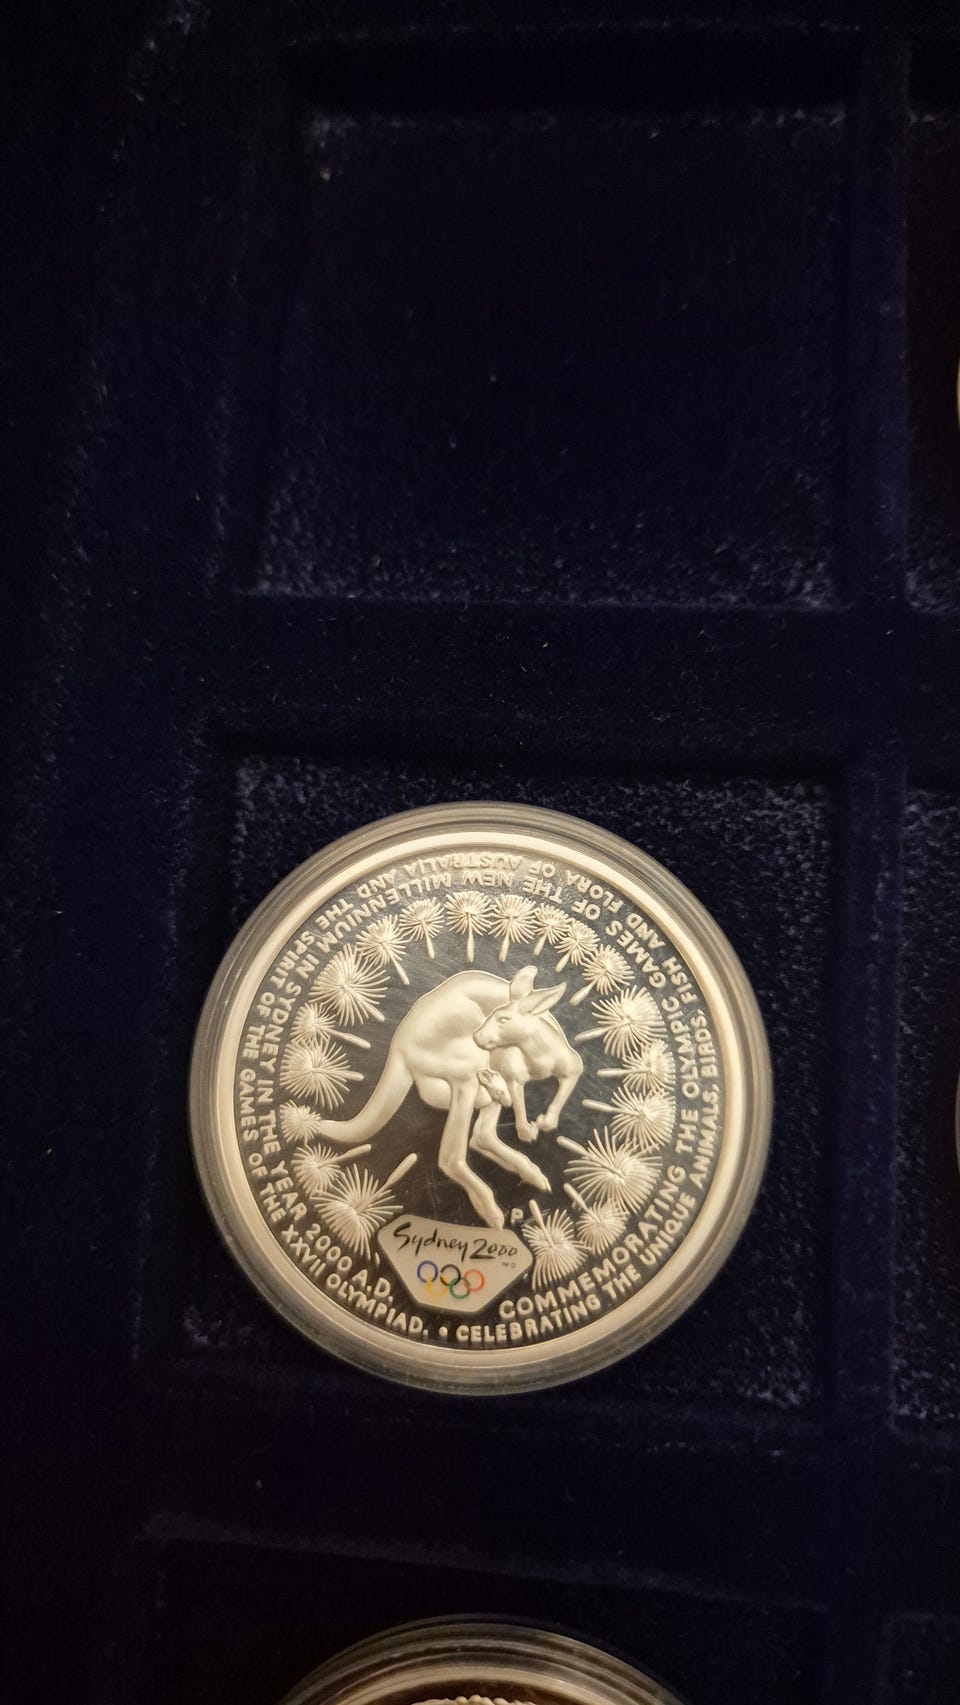 COMMEMORATING THE OLYMPIC GAMES OF THE NEW MILLENNIUM IN SYDNEY IN THE YEAR 2000 A.D.
• CELEBRATING THE UNIQUE ANIMALS, BIRDS, FISH AND FLORA OF AUSTRALIA AND THE SPIRIT OF THE GAMES OF THE XXVII OLYMPIAD.
P
Sydney 2000